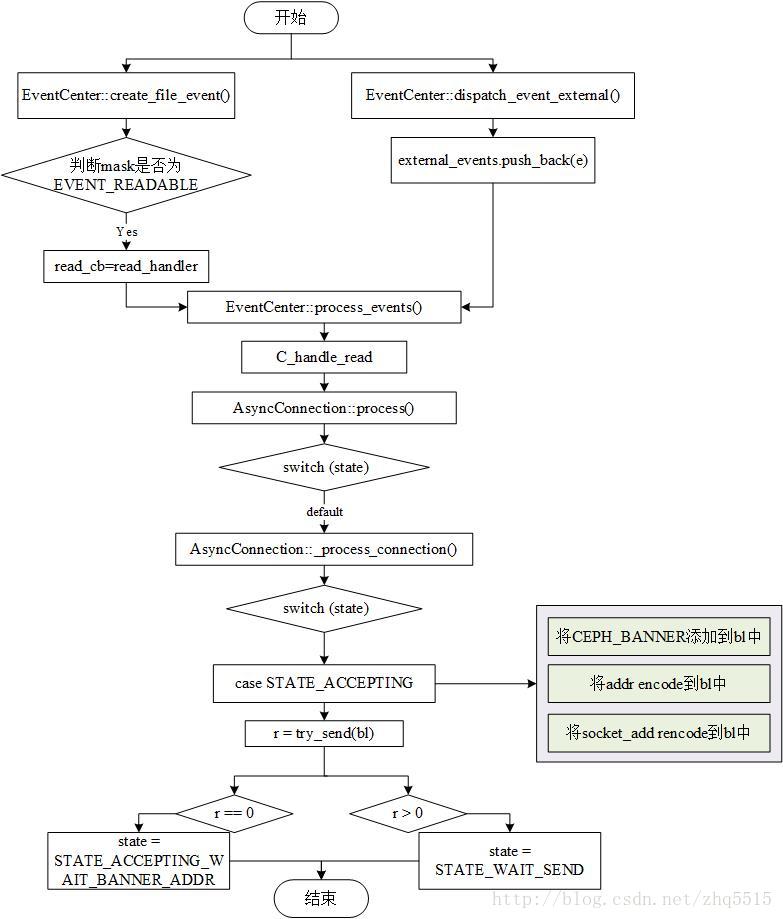 开始
EventCenter::create_file_event()
EventCenter::dispatch_event_external()
判断mask是否为
EVENT_READABLE
external_events.push_back(e)
Yes
read_cb=read_handler
EventCenter::process_events()
C_handle_read
AsyncConnection::process()
switch (state)
default
AsyncConnection::_process_connection()
switch (state)
case STATE_ACCEPTING
将CEPH_BANNER添加到bl中
将addr encode到bl中
将socket_add rencode到bl中
r = try_send(bl)
r == 0
r > 0
state =
STATE_ACCEPTING_W
AIT_BANNER_ADDR
state =
STATE_WAIT_SEND
结束
http://blog.csdn.net/zhq5515